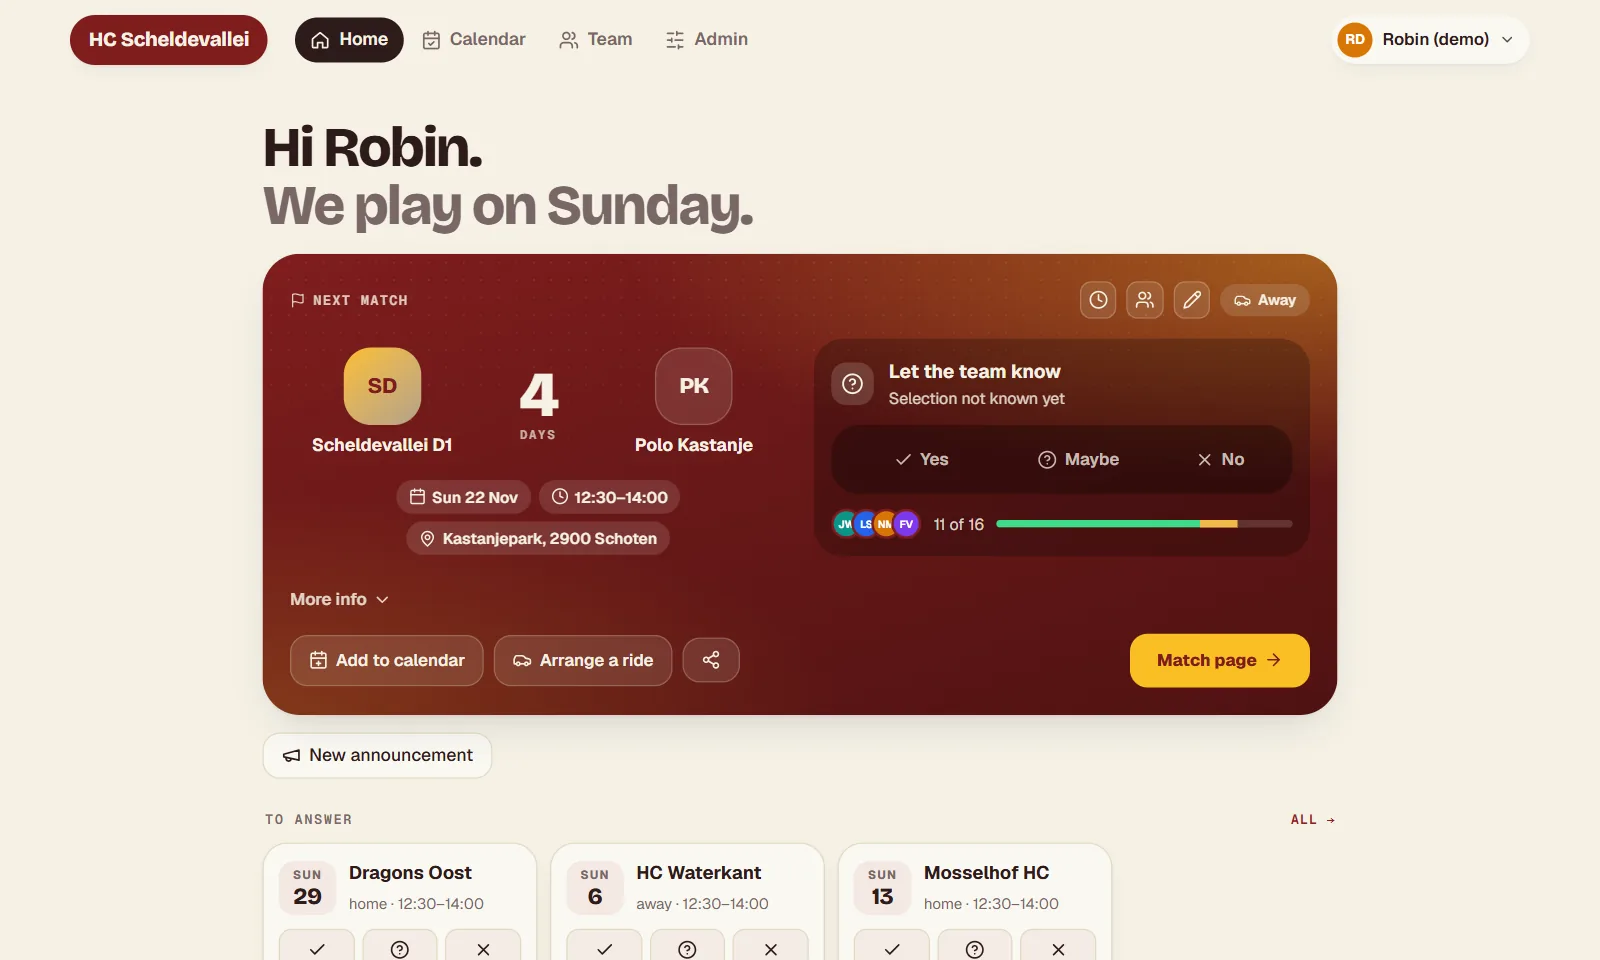 HC Scheldevallei
Home
Calendar
Team
Admin
RD
Robin (demo)
Hi Robin.
We play on Sunday.
NEXT MATCH
Away
SD
Scheldevallei D1
4
DAYS
PK
Polo Kastanje
Sun 22 Nov
12:30–14:00
Kastanjepark, 2900 Schoten
Let the team know
Selection not known yet
Yes
Maybe
No
JW LS NM FV
11 of 16
More info
Add to calendar
Arrange a ride
Match page →
New announcement
TO ANSWER
ALL →
SUN
29
Dragons Oost
home · 12:30–14:00
SUN
6
HC Waterkant
away · 12:30–14:00
SUN
13
Mosselhof HC
home · 12:30–14:00